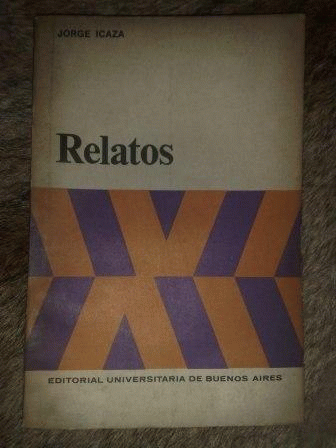 JORGE ICAZA
Relatos
EDITORIAL UNIVERSITARIA DE BUENOS AIRES